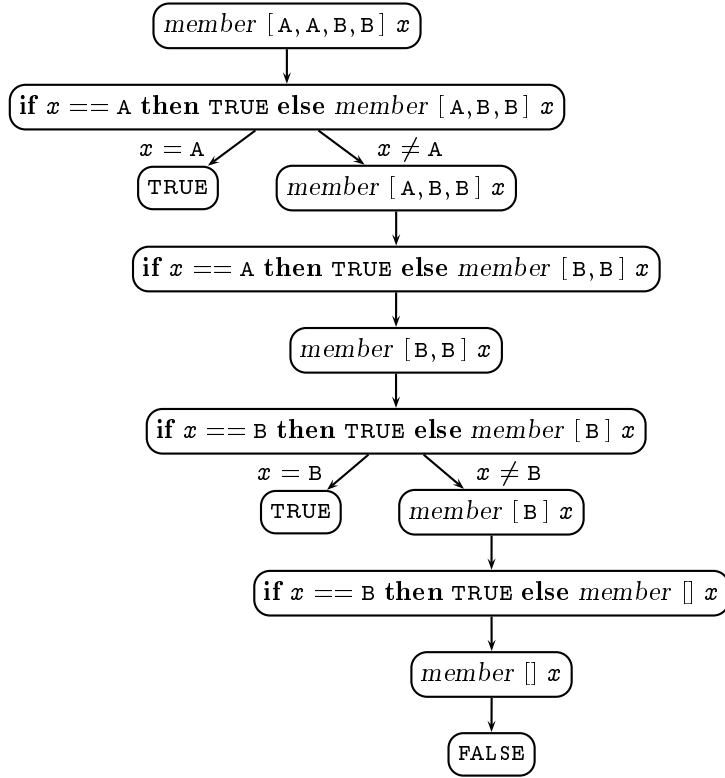 member [A,A,B,B] x
if x == A then TRUE else member [A,B,B] x
x = A x ≠ A
TRUE member [A,B,B] x
if x == A then TRUE else member [B,B] x
member [B,B] x
if x == B then TRUE else member [B] x
x = B x ≠ B
TRUE member [B] x
if x == B then TRUE else member [] x
member [] x
FALSE